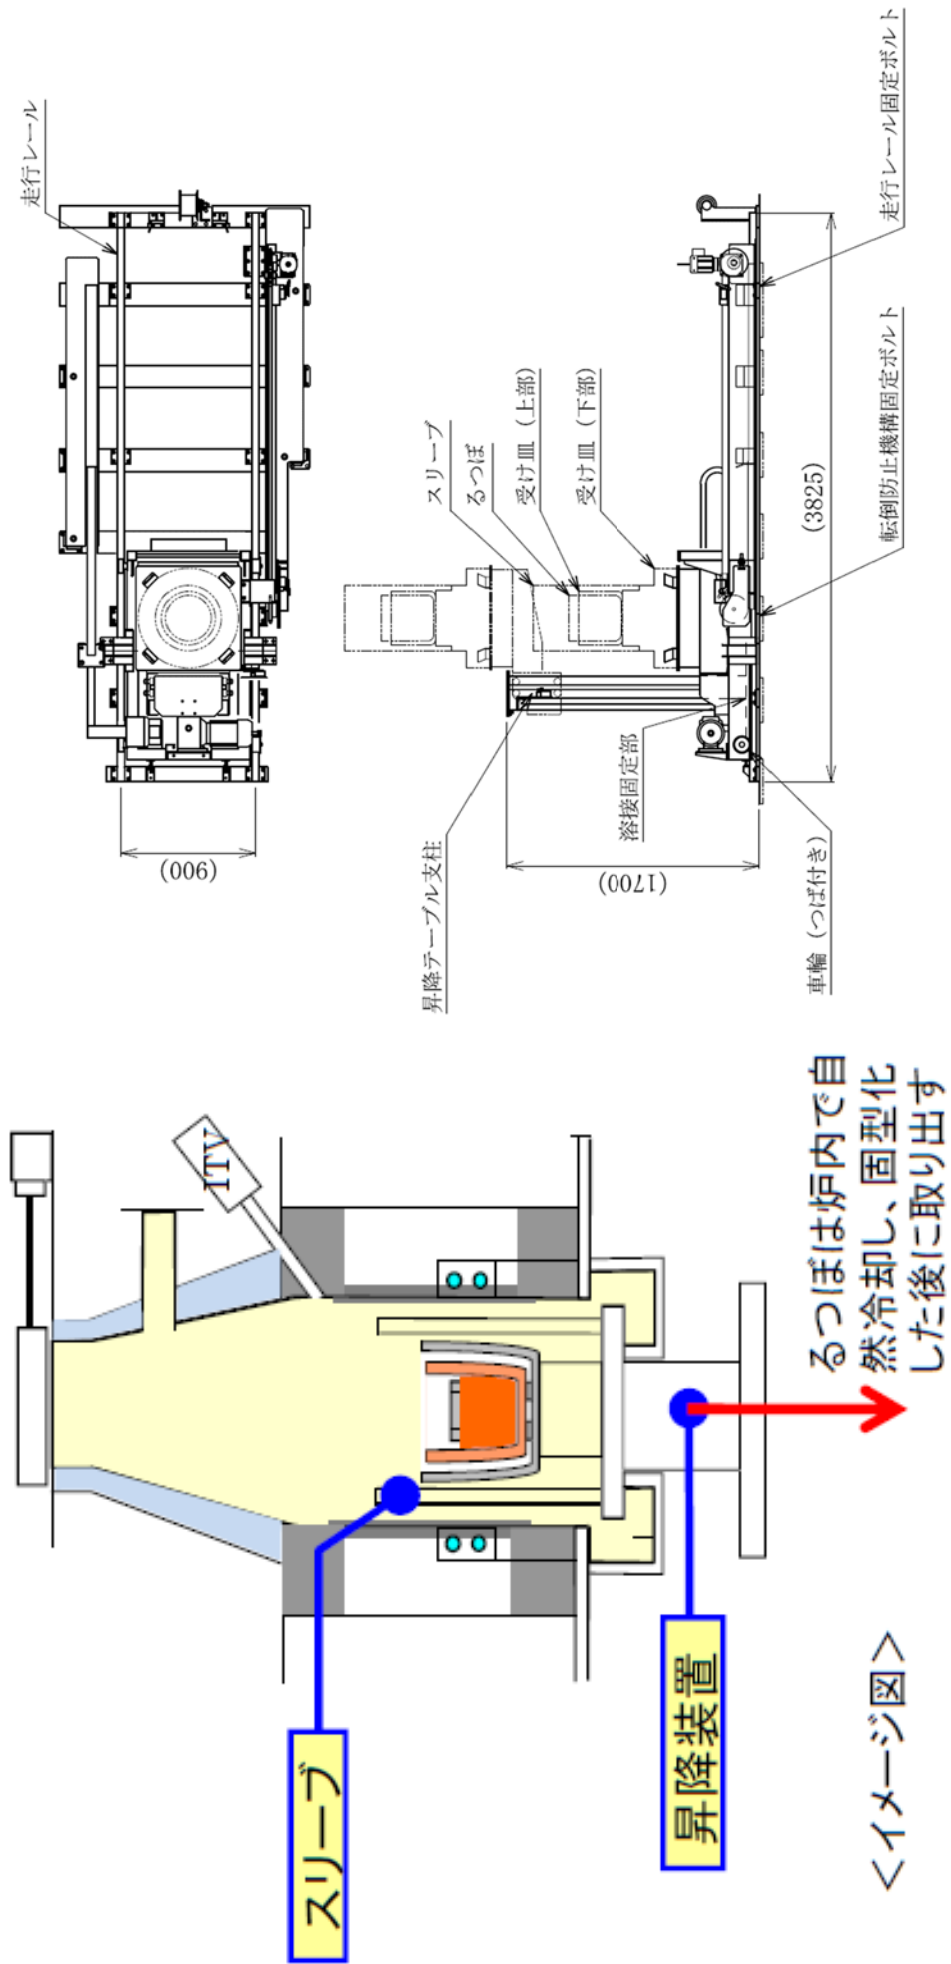 スリーブ
昇降装置
ITV
るつぼは炉内で自
然冷却し、固型化
した後に取り出す
＜イメージ図＞
走行レール
(900)
スリーブ
るつぼ
受け皿（上部）
受け皿（下部）
昇降テーブル支柱
(1700)
溶接固定部
(3825)
車輪（つば付き）
転倒防止機構固定ボルト
走行レール固定ボルト